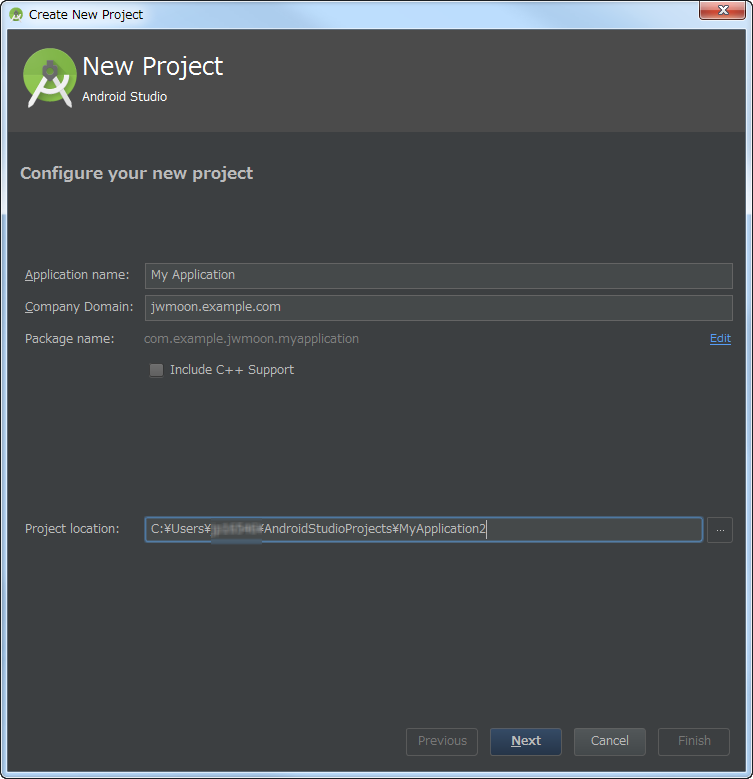 Create New Project
New Project
Android Studio
Configure your new project
Application name: My Application
Company Domain: jwmoon.example.com
Package name: com.example.jwmoon.myapplication Edit
Include C++ Support
Project location: C:¥Users¥ ¥AndroidStudioProjects¥MyApplication2 ...
Previous Next Cancel Finish